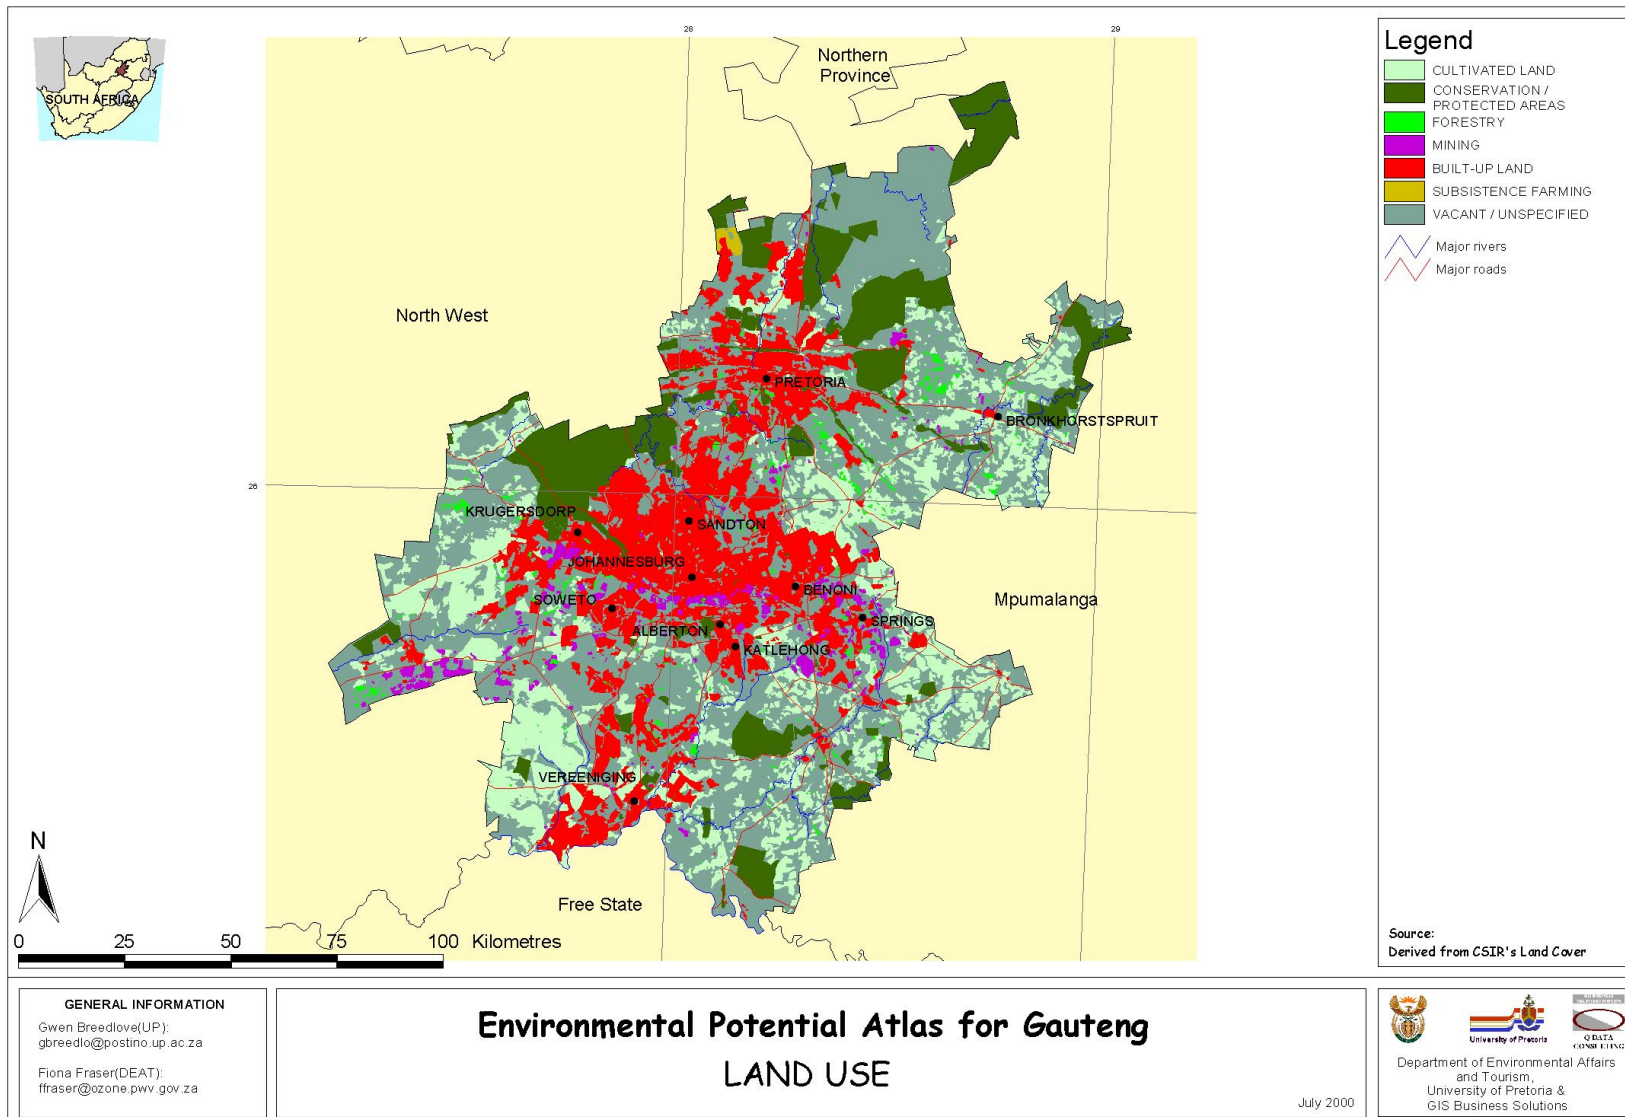 SOUTH AFRICA
28
29
Northern
Province
North West
PRETORIA
BRONKHORSTSPRUIT
26
KRUGERSDORP
SANDTON
JOHANNESBURG
BENONI
SOWETO
Mpumalanga
SPRINGS
ALBERTON
KATLEHONG
VEREENIGING
Free State
N
0 25 50 75 100 Kilometres
Legend
CULTIVATED LAND
CONSERVATION /
PROTECTED AREAS
FORESTRY
MINING
BUILT-UP LAND
SUBSISTENCE FARMING
VACANT / UNSPECIFIED
Major rivers
Major roads
Source:
Derived from CSIR's Land Cover
GENERAL INFORMATION
Gwen Breedlove(UP):
gbreedlo@postino.up.ac.za
Fiona Fraser(DEAT):
ffraser@ozone.pwv.gov.za
Environmental Potential Atlas for Gauteng
LAND USE
July 2000
University of Pretoria
Q DATA
CONSULTING
Department of Environmental Affairs
and Tourism,
University of Pretoria &
GIS Business Solutions